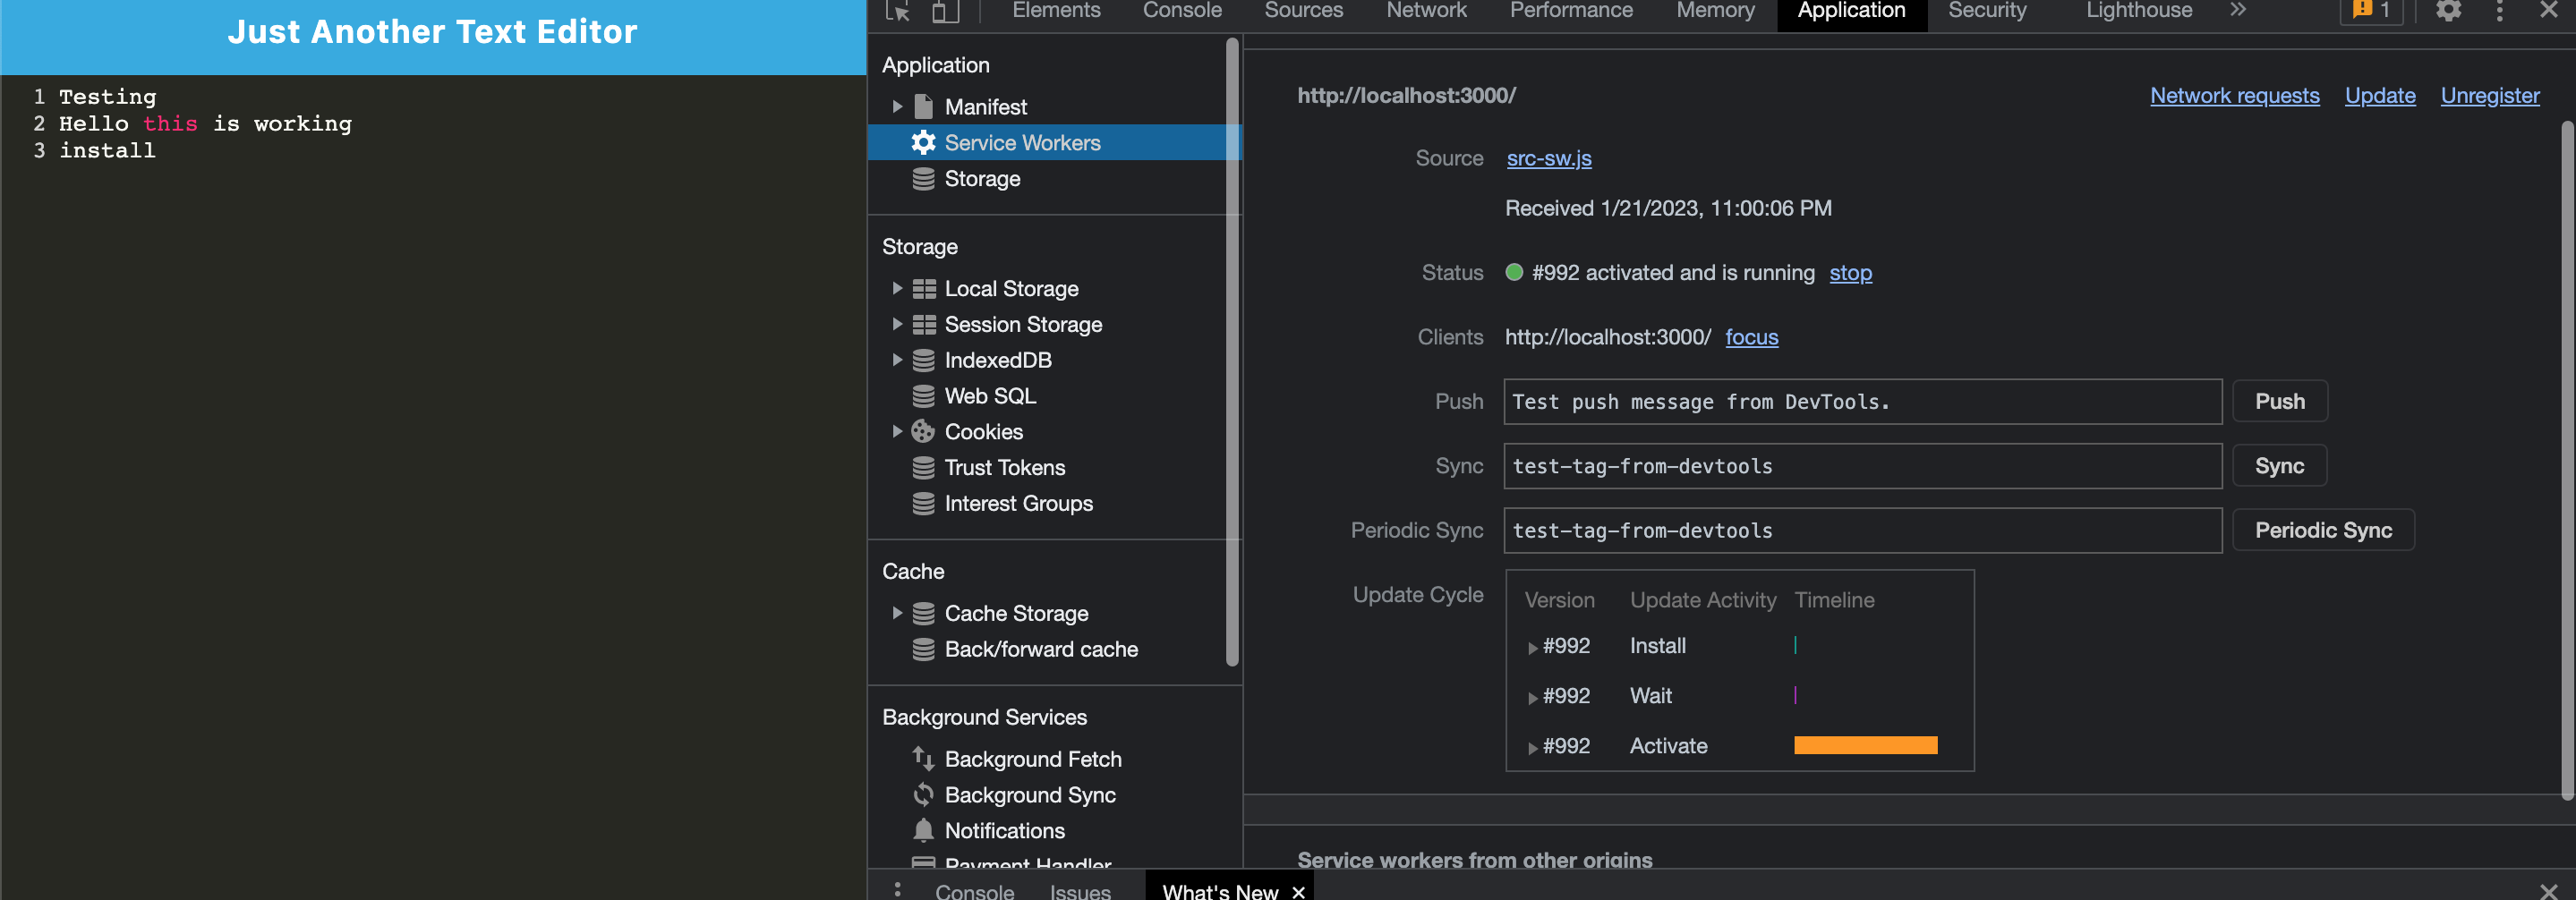 Just Another Text Editor
1 Testing
2 Hello this is working
3 install
Elements Console Sources Network Performance Memory Application Security Lighthouse » 1
Application
Manifest
Service Workers
Storage
Storage
Local Storage
Session Storage
IndexedDB
Web SQL
Cookies
Trust Tokens
Interest Groups
Cache
Cache Storage
Back/forward cache
Background Services
Background Fetch
Background Sync
Notifications
Payment Handler
http://localhost:3000/ Network requests Update Unregister
Source src-sw.js
Received 1/21/2023, 11:00:06 PM
Status #992 activated and is running stop
Clients http://localhost:3000/ focus
Push Test push message from DevTools. Push
Sync test-tag-from-devtools Sync
Periodic Sync test-tag-from-devtools Periodic Sync
Update Cycle Version Update Activity Timeline
#992 Install
#992 Wait
#992 Activate
Service workers from other origins
Console Issues What's New ×